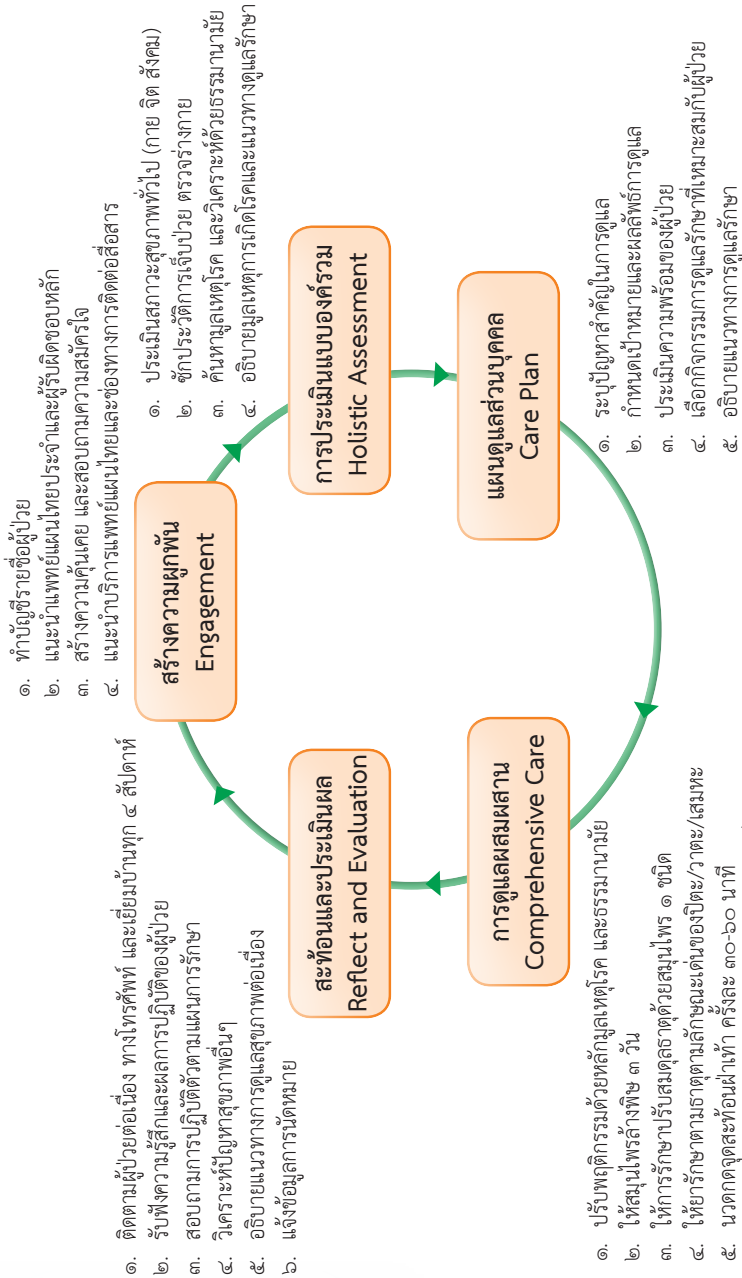 ๑. ทำบัญชีรายชื่อผู้ป่วย
๒. แนะนำแพทย์แผนไทยประจำและผู้รับผิดชอบหลัก
๓. สร้างความคุ้นเคย และสอบถามความสมัครใจ
๔. แนะนำบริการแพทย์แผนไทยและช่องทางการติดต่อสื่อสาร
สร้างความผูกพัน
Engagement
๑. ประเมินสภาวะสุขภาพทั่วไป (กาย จิต สังคม)
๒. ซักประวัติการเจ็บป่วย ตรวจร่างกาย
๓. ค้นหามูลเหตุโรค และวิเคราะห์ด้วยธรรมานามัย
๔. อธิบายมูลเหตุการเกิดโรคและแนวทางดูแลรักษา
การประเมินแบบองค์รวม
Holistic Assessment
แผนดูแลส่วนบุคคล
Care Plan
๑. ระบุปัญหาสำคัญในการดูแล
๒. กำหนดเป้าหมายและผลลัพธ์การดูแล
๓. ประเมินความพร้อมของผู้ป่วย
๔. เลือกกิจกรรมการดูแลรักษาที่เหมาะสมกับผู้ป่วย
๕. อธิบายแนวทางการดูแลรักษา
การดูแลผสมผสาน
Comprehensive Care
๑. ปรับพฤติกรรมด้วยหลักมูลเหตุโรค และธรรมานามัย
๒. ให้สมุนไพรล้างพิษ ๓ วัน
๓. ให้การรักษาปรับสมดุลธาตุด้วยสมุนไพร ๑ ชนิด
๔. ให้ยารักษาตามธาตุตามลักษณะเด่นของปิตะ/วาตะ/เสมหะ
๕. นวดกดจุดสะท้อนฝ่าเท้า ครั้งละ ๓๐-๖๐ นาที
สะท้อนและประเมินผล
Reflect and Evaluation
๑. ติดตามผู้ป่วยต่อเนื่อง ทางโทรศัพท์ และเยี่ยมบ้านทุก ๔ สัปดาห์
๒. รับฟังความรู้สึกและผลการปฏิบัติของผู้ป่วย
๓. สอบถามการปฏิบัติตัวตามแผนการรักษา
๔. วิเคราะห์ปัญหาสุขภาพอื่นๆ
๕. อธิบายแนวทางการดูแลสุขภาพต่อเนื่อง
๖. แจ้งข้อมูลการนัดหมาย